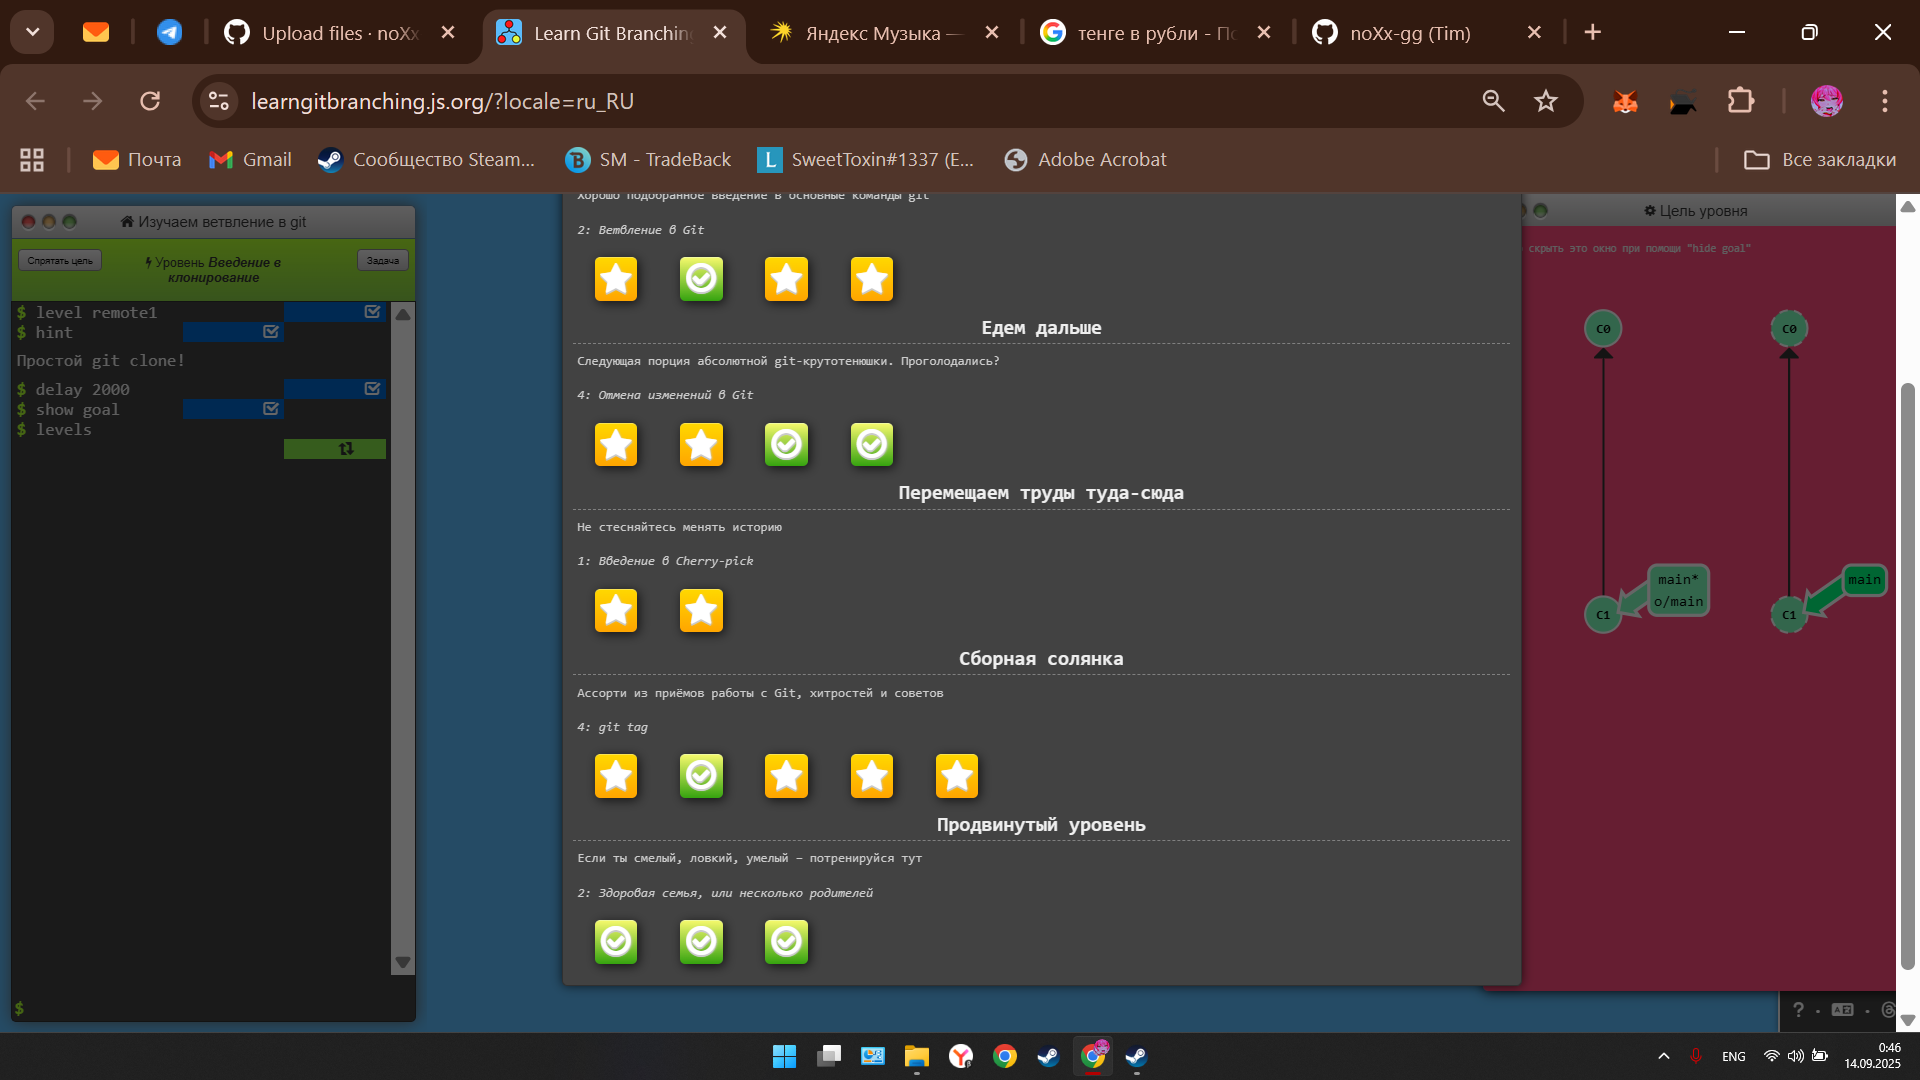 Upload files · noXx
Learn Git Branching
Яндекс Музыка —
тенге в рубли - По
noXx-gg (Tim)
learngitbranching.js.org/?locale=ru_RU
Почта
Gmail
Сообщество Steam...
SM - TradeBack
L
SweetToxin#1337 (E...
Adobe Acrobat
Все закладки
Изучаем ветвление в git
Спрятать цель
Уровень Введение в клонирование
Задача
$ level remote1
$ hint
Простой git clone!
$ delay 2000
$ show goal
$ levels
$
Хорошо подобранное введение в основные команды git
2: Ветвление в Git
Едем дальше
Следующая порция абсолютной git-крутотенюшки. Проголодались?
4: Отмена изменений в Git
Перемещаем труды туда-сюда
Не стесняйтесь менять историю
1: Введение в Cherry-pick
Сборная солянка
Ассорти из приёмов работы с Git, хитростей и советов
4: git tag
Продвинутый уровень
Если ты смелый, ловкий, умелый – потренируйся тут
2: Здоровая семья, или несколько родителей
Цель уровня
скрыть это окно при помощи "hide goal"
C0
C0
main*
o/main
main
C1
C1
?
ENG
0:46
14.09.2025